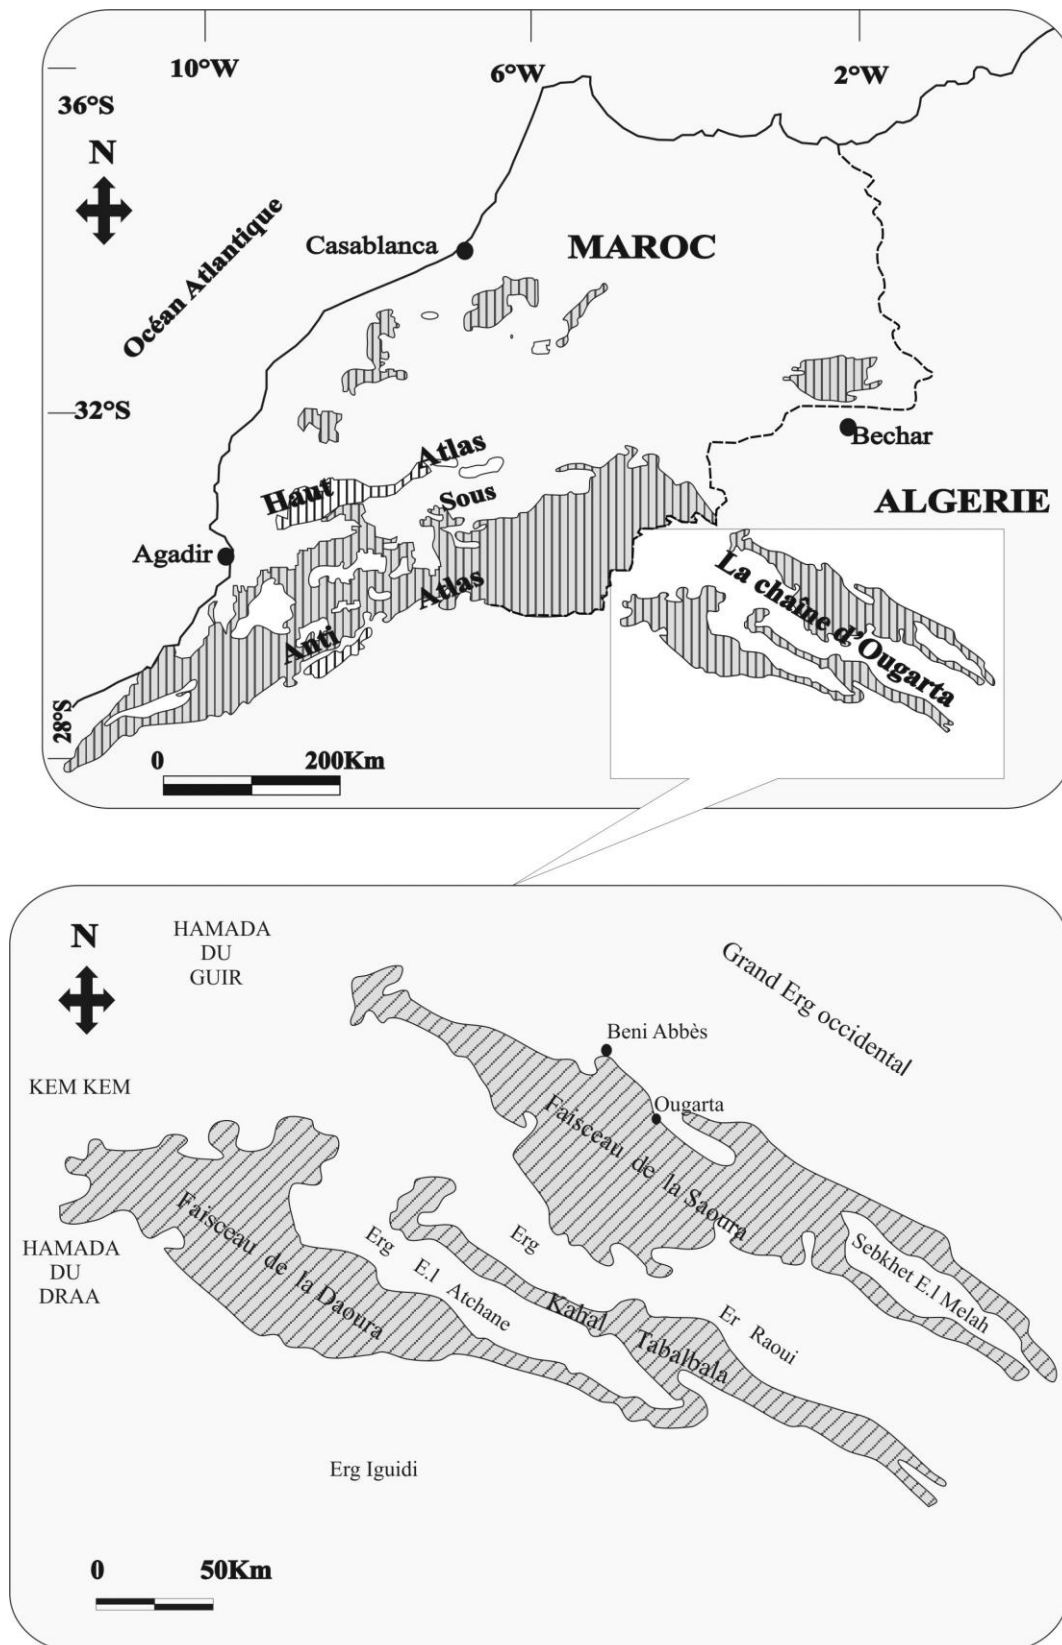 10°W
6°W
2°W
36°S
N
Océan Atlantique
Casablanca
MAROC
32°S
Bechar
Haut Atlas
Sous
ALGERIE
Agadir
La chaîne d'Ougarta
Anti Atlas
28°S
0
200Km
N
HAMADA
DU
GUIR
Grand Erg occidental
Beni Abbès
KEM KEM
Ougarta
Faisceau de la Saoura
Faisceau de la Daoura
HAMADA
DU
DRAA
Erg E.l Atchane
Erg Er Raoui
Sebkhet E.l Melah
Kahal Tabalbala
Erg Iguidi
0
50Km